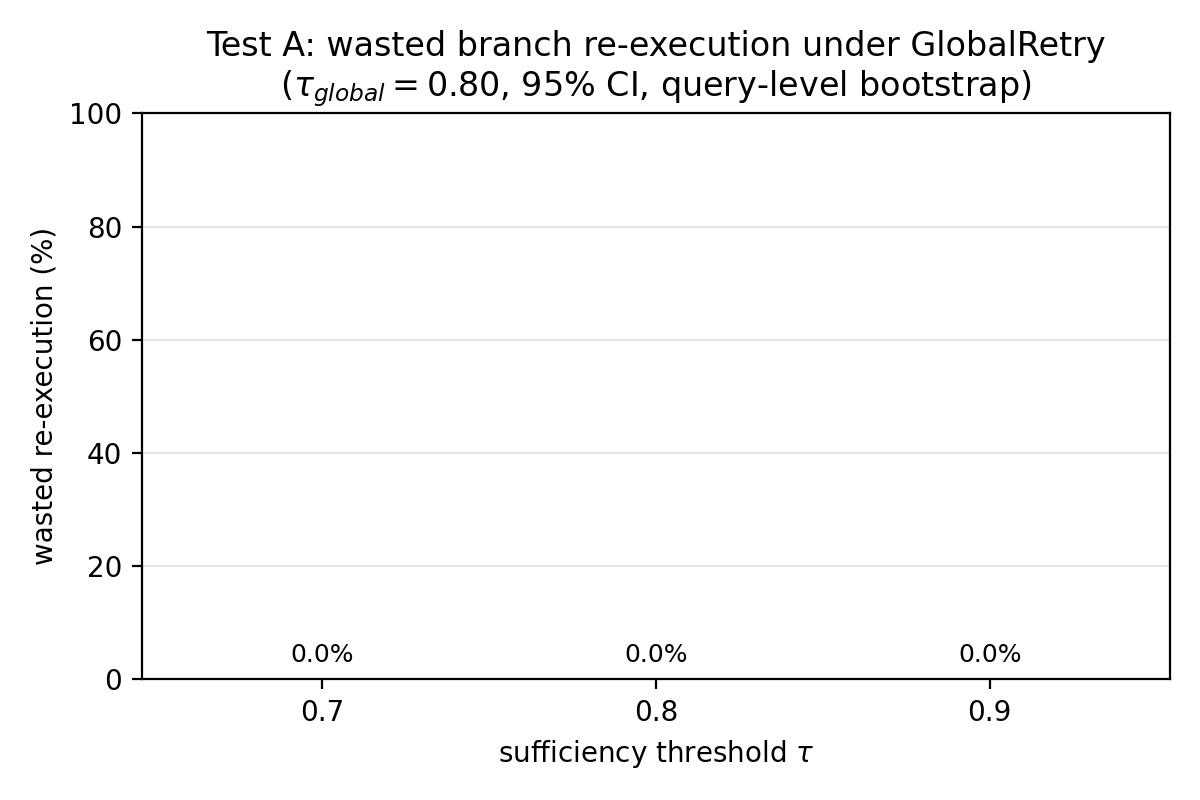 Test A: wasted branch re-execution under GlobalRetry
(τ_global = 0.80, 95% CI, query-level bootstrap)
100
80
60
40
20
0
wasted re-execution (%)
0.0% 0.0% 0.0%
0.7 0.8 0.9
sufficiency threshold τ